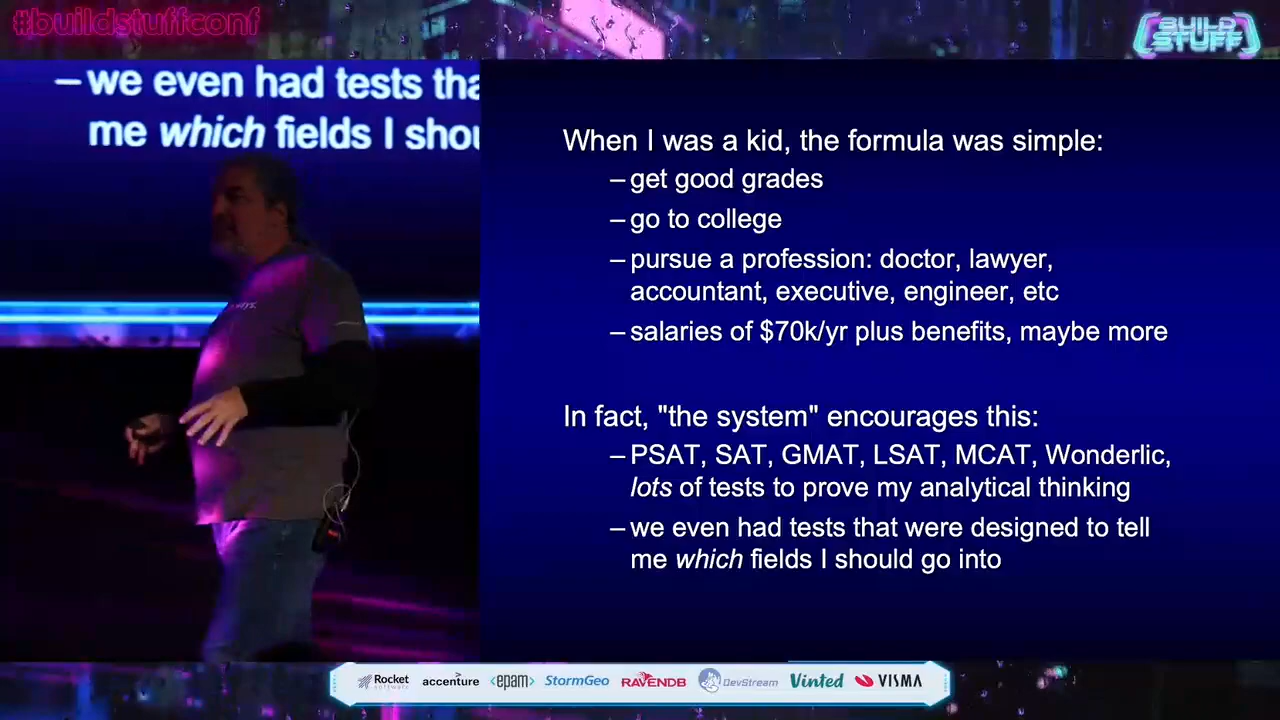 #buildstuffconf
BUILD
STUFF
– we even had tests tha
me which fields I shou
When I was a kid, the formula was simple:
– get good grades
– go to college
– pursue a profession: doctor, lawyer,
accountant, executive, engineer, etc
– salaries of $70k/yr plus benefits, maybe more
In fact, "the system" encourages this:
– PSAT, SAT, GMAT, LSAT, MCAT, Wonderlic,
lots of tests to prove my analytical thinking
– we even had tests that were designed to tell
me which fields I should go into
Rocket software accenture <epam> StormGeo RAVENDB DevStream Vinted VISMA